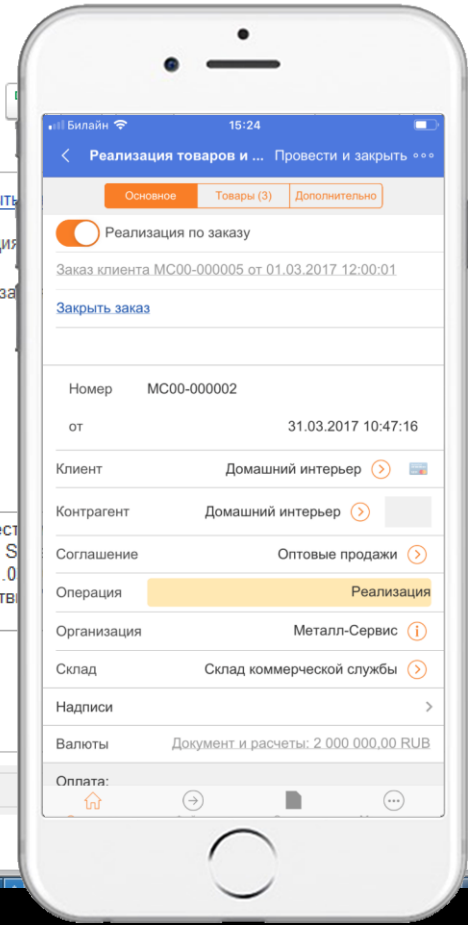 Билайн 15:24
Реализация товаров и ... Провести и закрыть
Основное Товары (3) Дополнительно
Реализация по заказу
Заказ клиента МС00-000005 от 01.03.2017 12:00:01
Закрыть заказ
Номер МС00-000002
от 31.03.2017 10:47:16
Клиент Домашний интерьер
Контрагент Домашний интерьер
Соглашение Оптовые продажи
Операция Реализация
Организация Металл-Сервис
Склад Склад коммерческой службы
Надписи
Валюты Документ и расчеты: 2 000 000,00 RUB
Оплата: